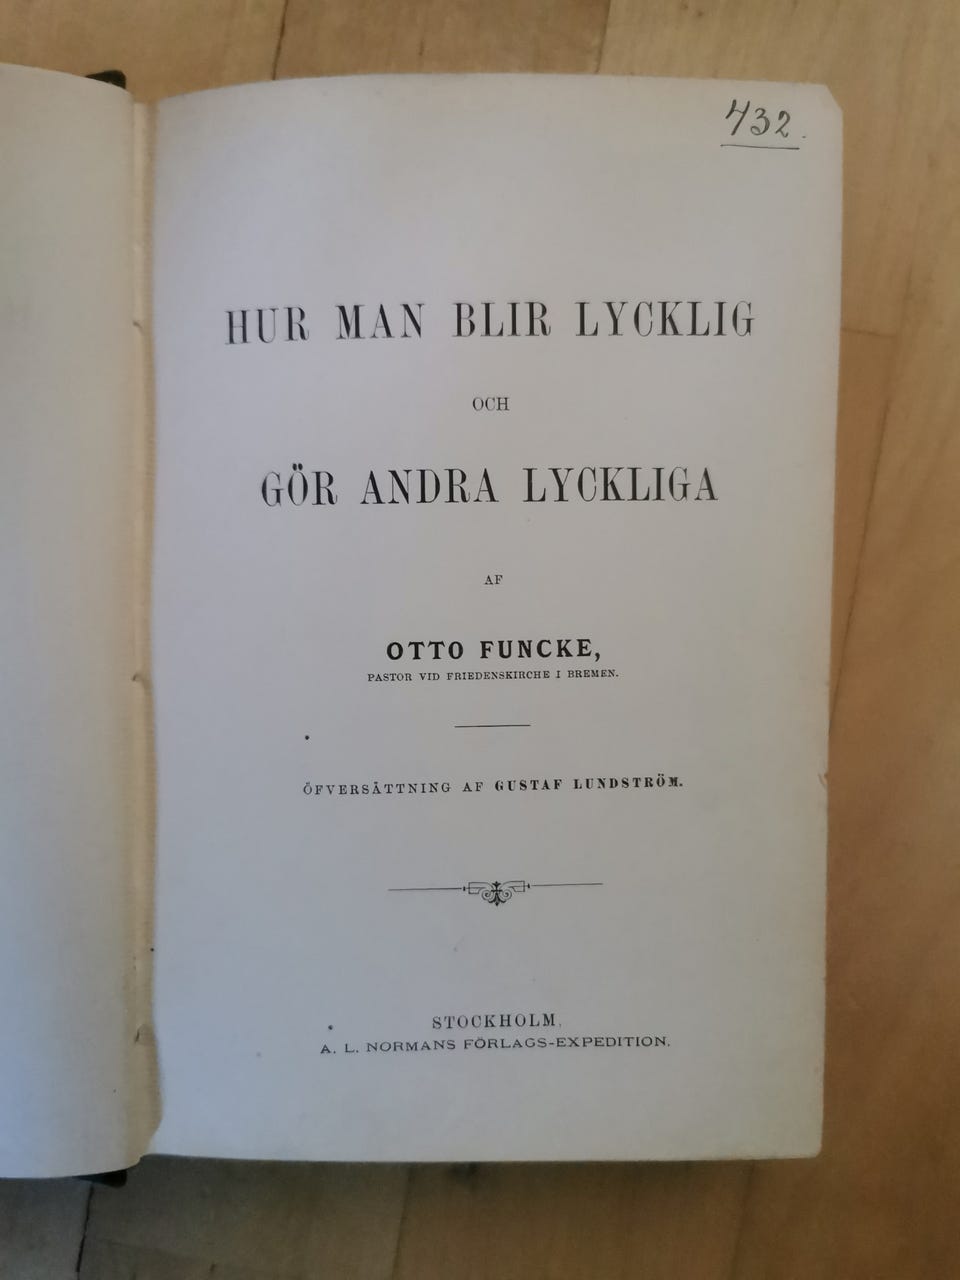 732.
HUR MAN BLIR LYCKLIG
OCH
GÖR ANDRA LYCKLIGA
AF
OTTO FUNCKE,
PASTOR VID FRIEDENSKIRCHE I BREMEN.
ÖFVERSÄTTNING AF GUSTAF LUNDSTRÖM.
STOCKHOLM,
A. L. NORMANS FÖRLAGS-EXPEDITION.